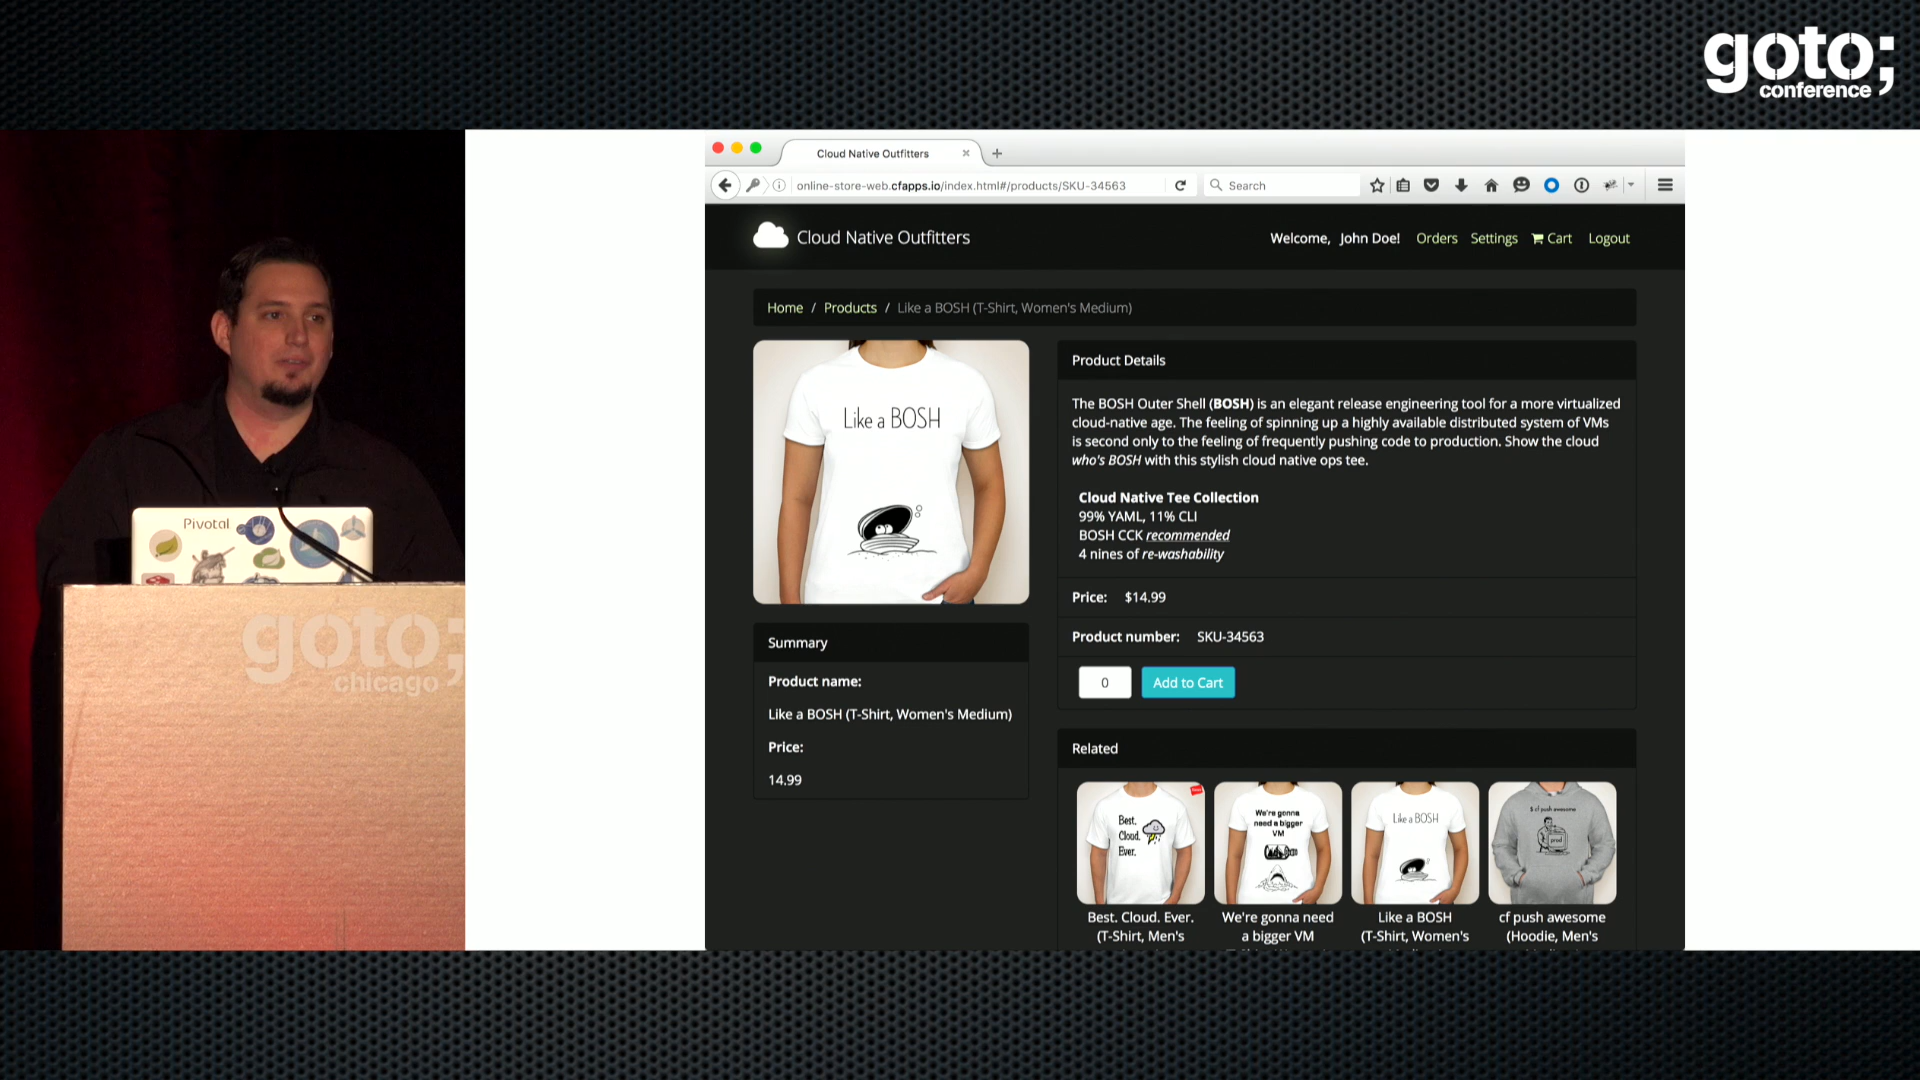 goto;
conference
Pivotal
goto;
chicago
Cloud Native Outfitters
online-store-web.cfapps.io/index.html#/products/SKU-34563
Search
Cloud Native Outfitters
Welcome, John Doe! Orders Settings Cart Logout
Home / Products / Like a BOSH (T-Shirt, Women's Medium)
Like a BOSH
Product Details
The BOSH Outer Shell (BOSH) is an elegant release engineering tool for a more virtualized
cloud-native age. The feeling of spinning up a highly available distributed system of VMs
is second only to the feeling of frequently pushing code to production. Show the cloud
who's BOSH with this stylish cloud native ops tee.
Cloud Native Tee Collection
99% YAML, 11% CLI
BOSH CCK recommended
4 nines of re-washability
Price: $14.99
Product number: SKU-34563
0 Add to Cart
Summary
Product name:
Like a BOSH (T-Shirt, Women's Medium)
Price:
14.99
Related
Best.
Cloud.
Ever.
We're gonna
need a bigger
VM
Like a BOSH
$ cf push awesome
prod
Best. Cloud. Ever.
(T-Shirt, Men's
We're gonna need
a bigger VM
Like a BOSH
(T-Shirt, Women's
cf push awesome
(Hoodie, Men's